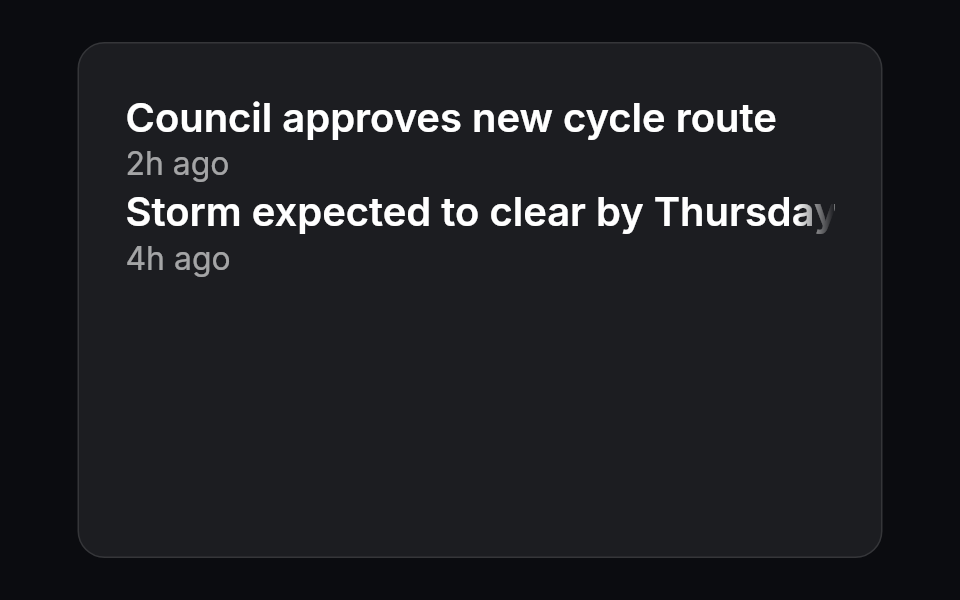 Council approves new cycle route
2h ago
Storm expected to clear by Thursday
4h ago